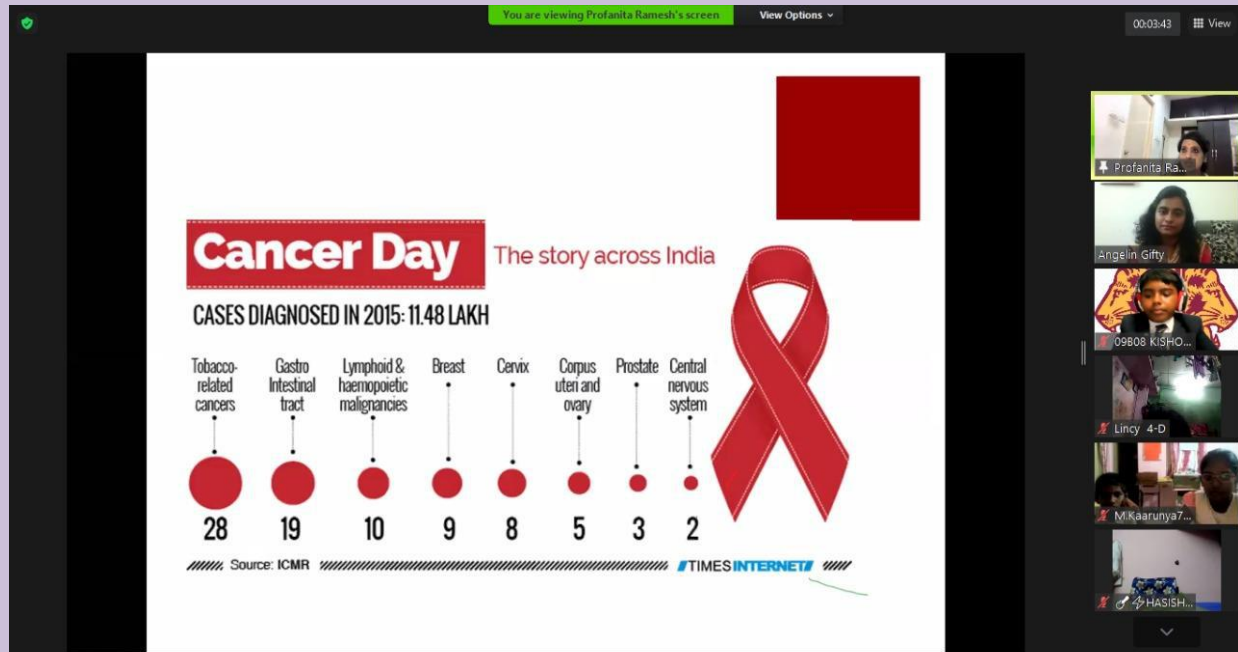 You are viewing Profanita Ramesh's screen
View Options
00:03:43
View
Cancer Day
The story across India
CASES DIAGNOSED IN 2015: 11.48 LAKH
Tobacco-
related
cancers
Gastro
Intestinal
tract
Lymphoid &
haemopoietic
malignancies
Breast
Cervix
Corpus
uteri and
ovary
Prostate
Central
nervous
system
28
19
10
9
8
5
3
2
Source: ICMR
TIMES INTERNET
Profanita Ra...
Angelin Gifty
09B08 KISHO...
Lincy 4-D
M.Kaarunya7...
HASISH...